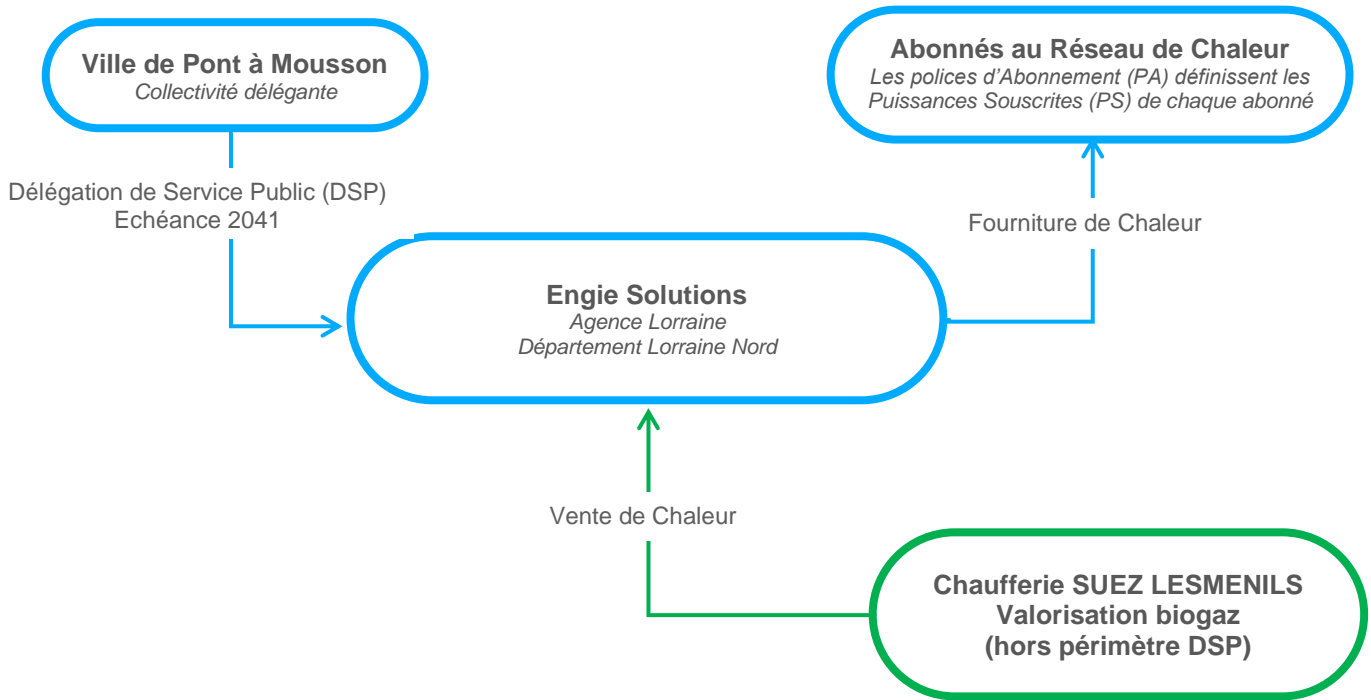 Ville de Pont à Mousson
Collectivité délégante
Abonnés au Réseau de Chaleur
Les polices d'Abonnement (PA) définissent les
Puissances Souscrites (PS) de chaque abonné
Délégation de Service Public (DSP)
Echéance 2041
Fourniture de Chaleur
Engie Solutions
Agence Lorraine
Département Lorraine Nord
Vente de Chaleur
Chaufferie SUEZ LESMENILS
Valorisation biogaz
(hors périmètre DSP)